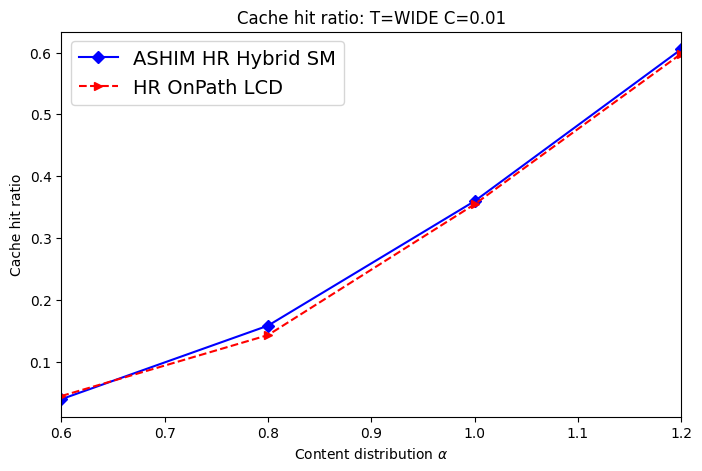 Cache hit ratio: T=WIDE C=0.01
ASHIM HR Hybrid SM
HR OnPath LCD
Cache hit ratio
0.6
0.5
0.4
0.3
0.2
0.1
0.6 0.7 0.8 0.9 1.0 1.1 1.2
Content distribution α